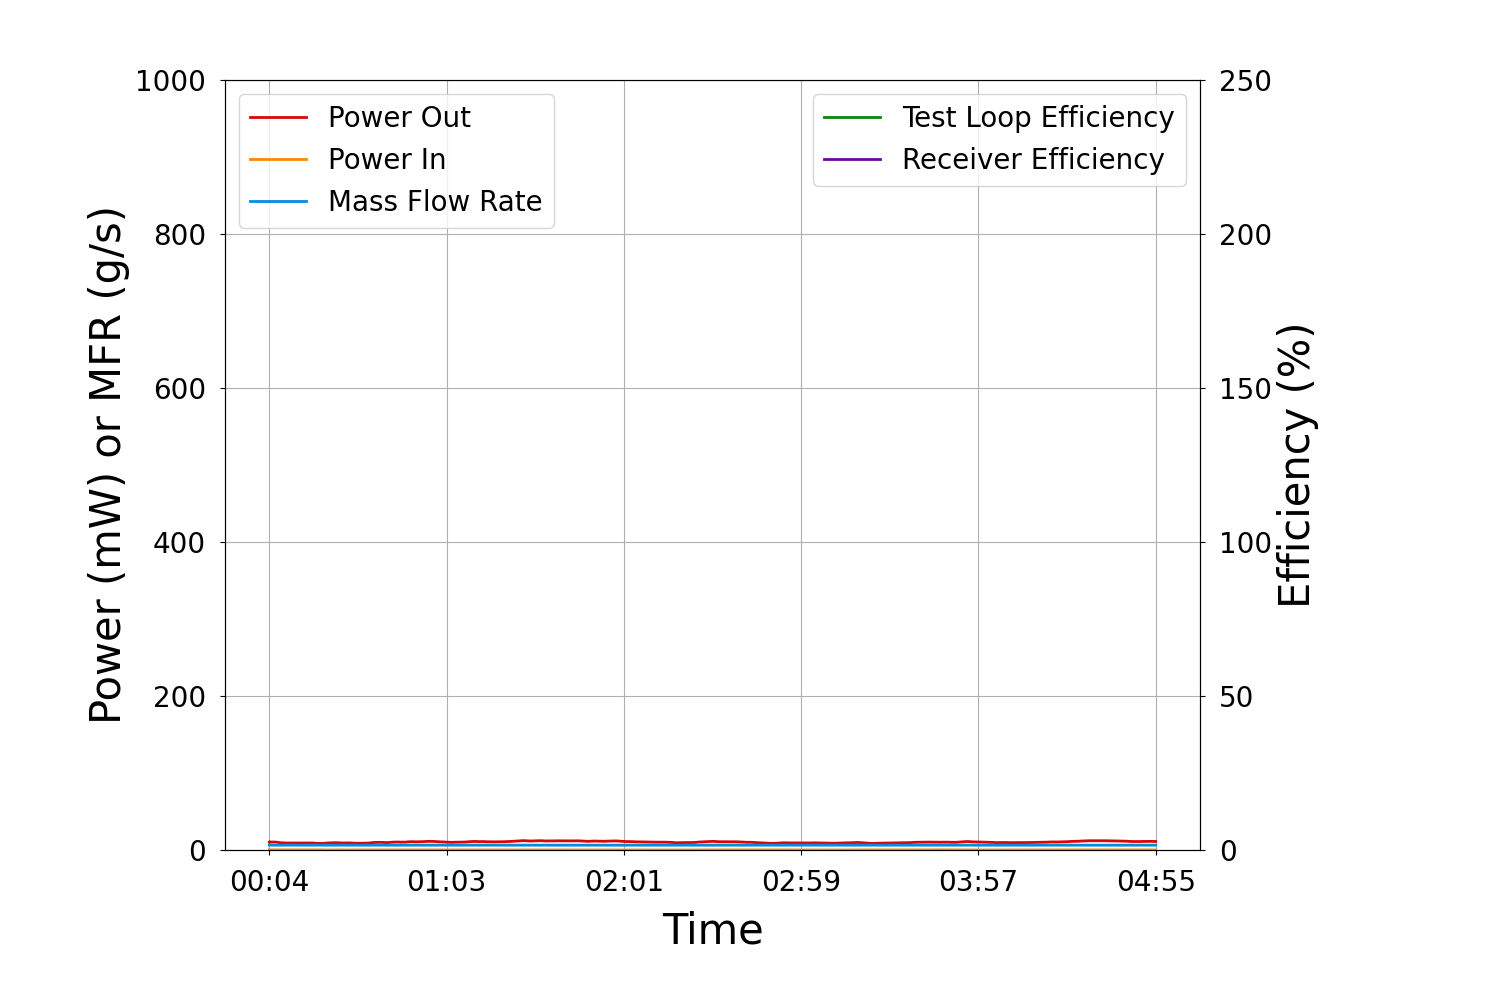 1000
800
600
400
200
0
Power (mW) or MFR (g/s)
Power Out
Power In
Mass Flow Rate
Test Loop Efficiency
Receiver Efficiency
250
200
150
100
50
0
Efficiency (%)
00:04 01:03 02:01 02:59 03:57 04:55
Time